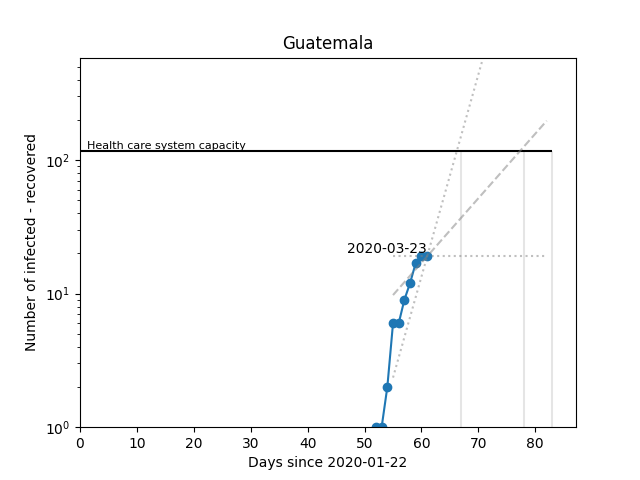 Guatemala
Number of infected - recovered
10²
10¹
10⁰
Health care system capacity
2020-03-23
0 10 20 30 40 50 60 70 80
Days since 2020-01-22